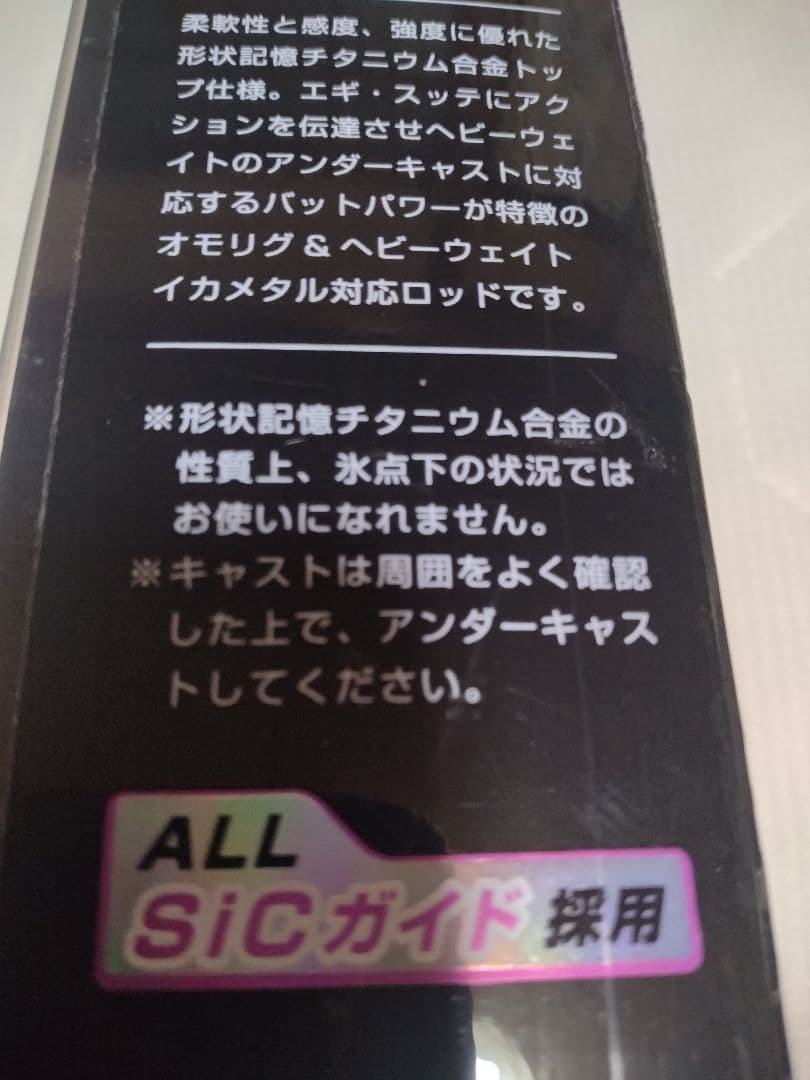 柔軟性と感度、強度に優れた
形状記憶チタニウム合金トッ
プ仕様。エギ・スッテにアク
ションを伝達させヘビーウェ
イトのアンダーキャストに対
応するバットパワーが特徴の
オモリグ&ヘビーウェイト
イカメタル対応ロッドです。
※形状記憶チタニウム合金の
性質上、氷点下の状況では
お使いになれません。
※キャストは周囲をよく確認
した上で、アンダーキャス
トしてください。
ALL
SiCガイド採用